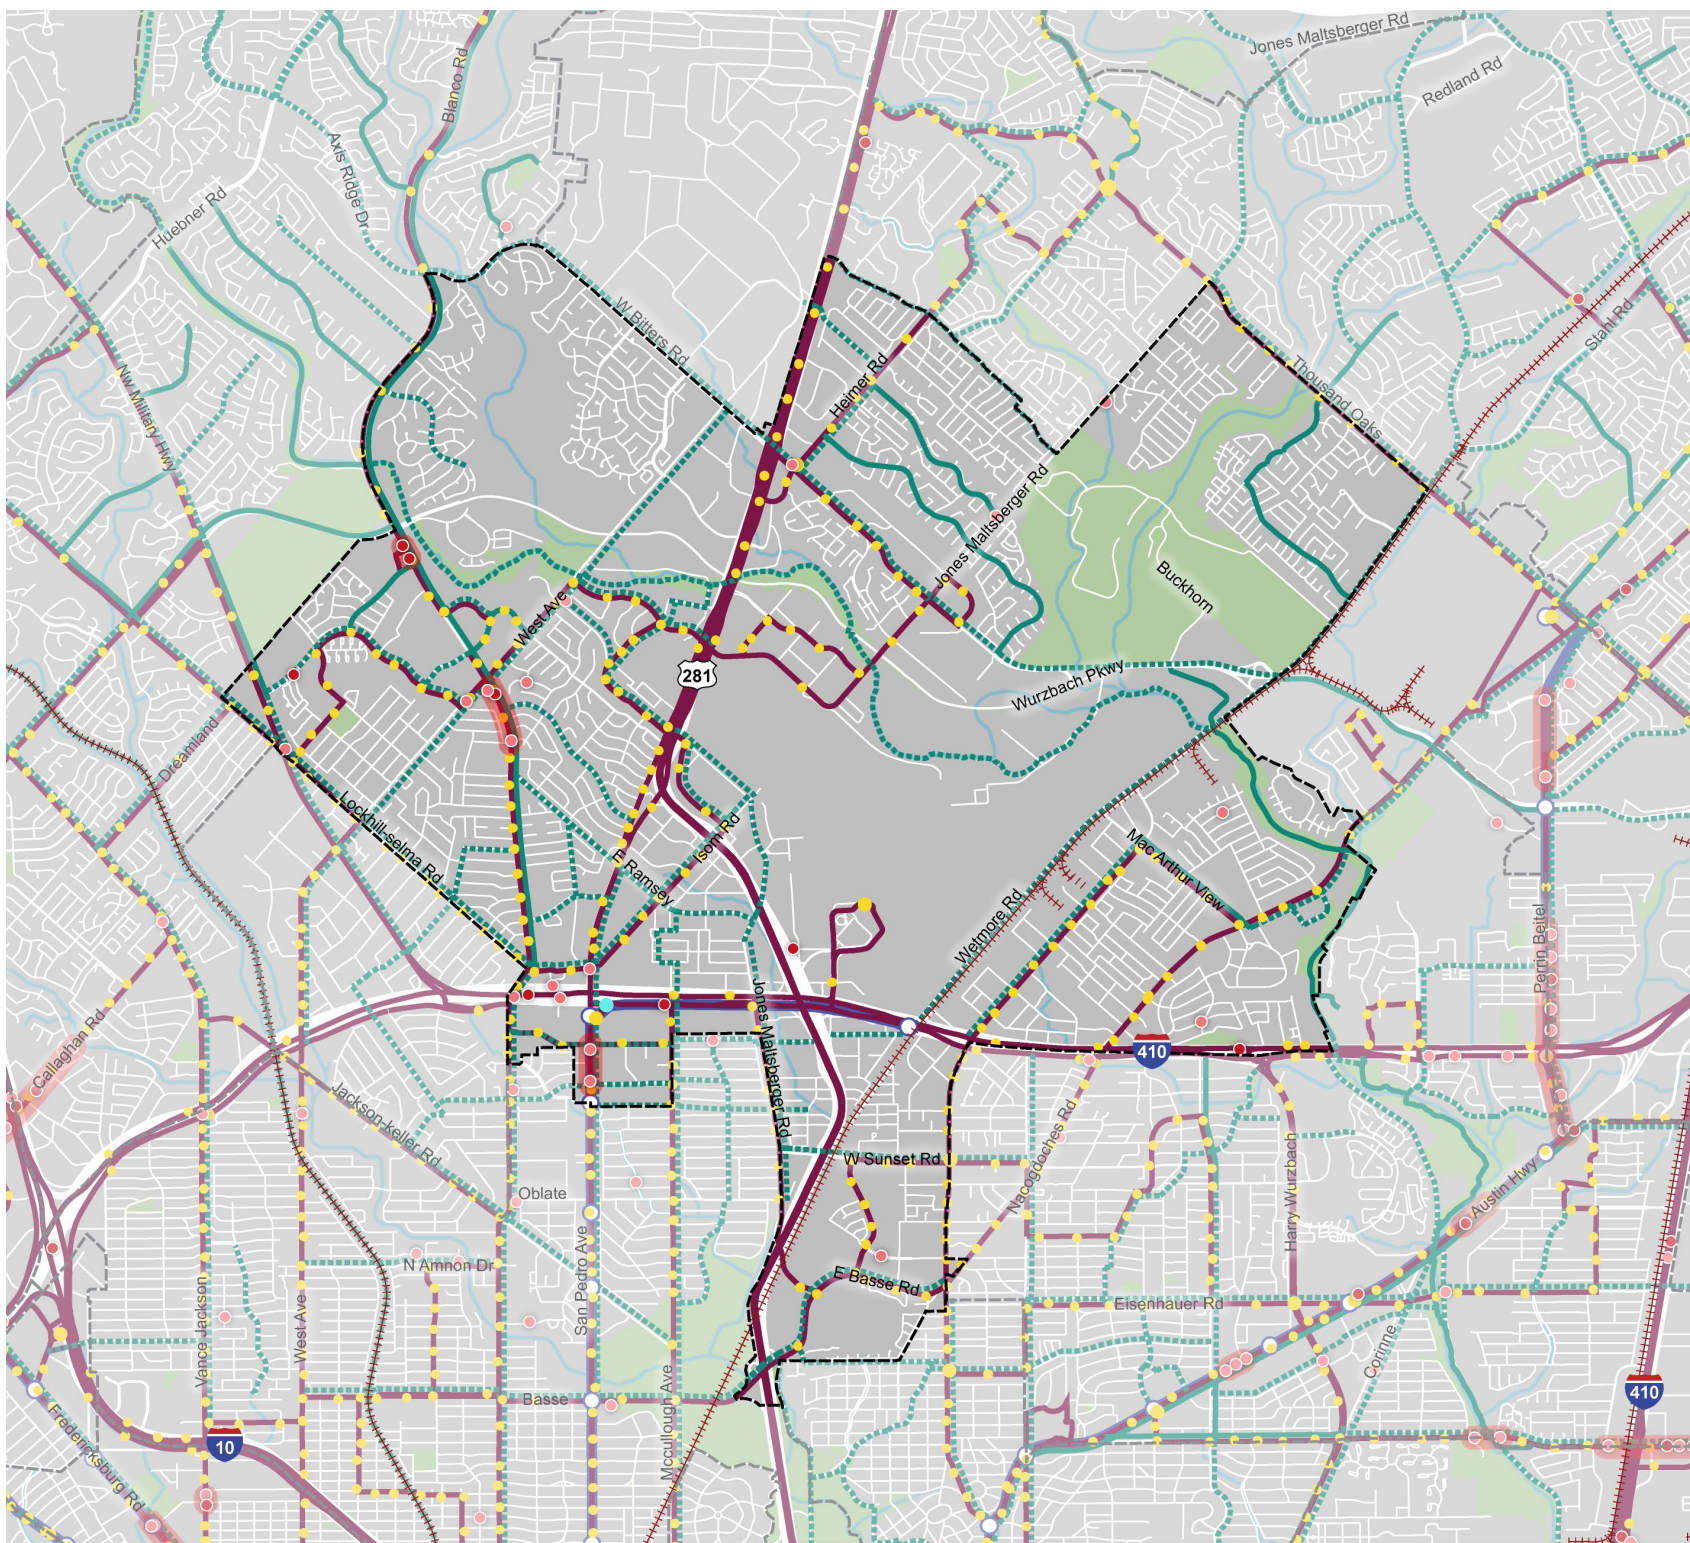 Jones Maltsberger Rd
Redland Rd
Blanco Rd
Axis Ridge Dr
Huebner Rd
W Bitters Rd
Stahl Rd
Heimer Rd
Thousand Oaks
Nw Military Hwy
Jones Maltsberger Rd
Buckhorn
West Ave
281
Wurzbach Pkwy
Dreamland
Lockhill-selma Rd
Isom Rd
E Ramsey
Mac Arthur View
Wetmore Rd
Perrin Beitel
Jones Maltsberger Rd
Callaghan Rd
410
Jackson-keller Rd
Nacogdoches Rd
W Sunset Rd
Harry Wurzbach
Austin Hwy
Oblate
San Pedro Ave
N Amnon Dr
E Basse Rd
Eisenhauer Rd
Vance Jackson
West Ave
Corinne
Mccullough Ave
Basse
410
10
Fredericksburg Rd